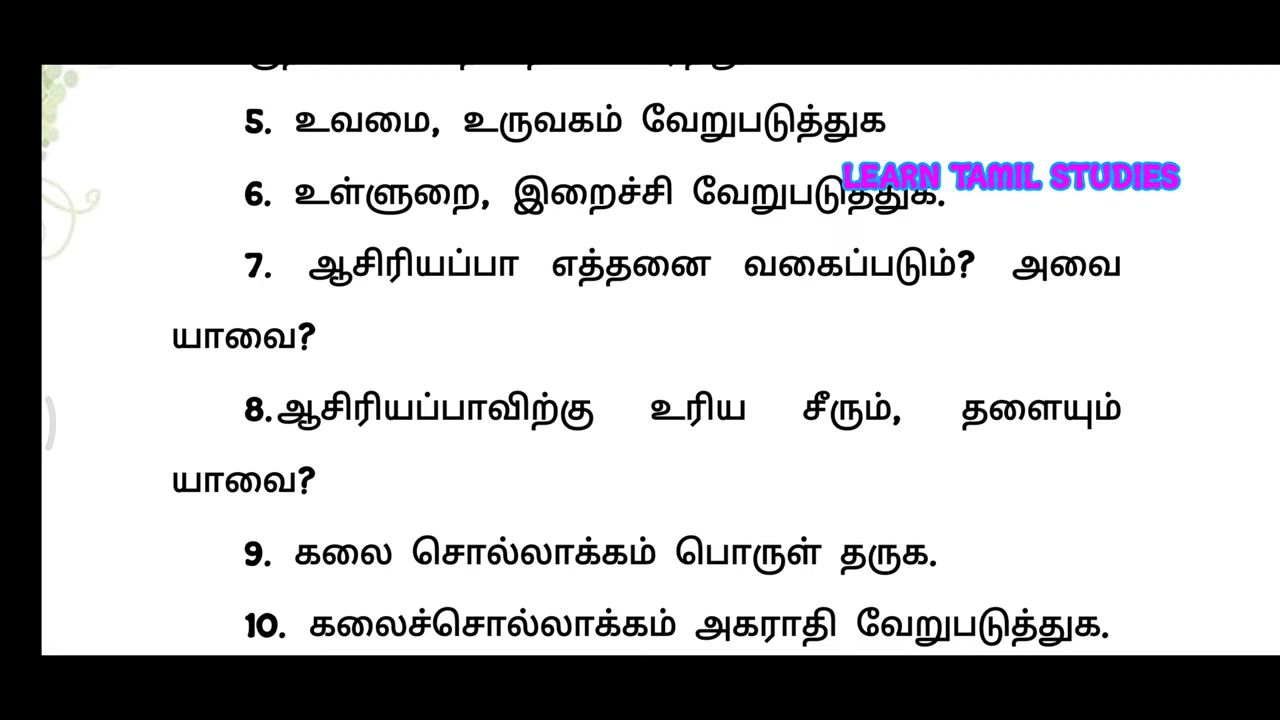 5. உவமை, உருவகம் வேறுபடுத்துக
LEARN TAMIL STUDIES
6. உள்ளுறை, இறைச்சி வேறுபடுத்துக.
7. ஆசிரியப்பா எத்தனை வகைப்படும்? அவை
யாவை?
8.ஆசிரியப்பாவிற்கு உரிய சீரும், தளையும்
யாவை?
9. கலை சொல்லாக்கம் பொருள் தருக.
10. கலைச்சொல்லாக்கம் அகராதி வேறுபடுத்துக.